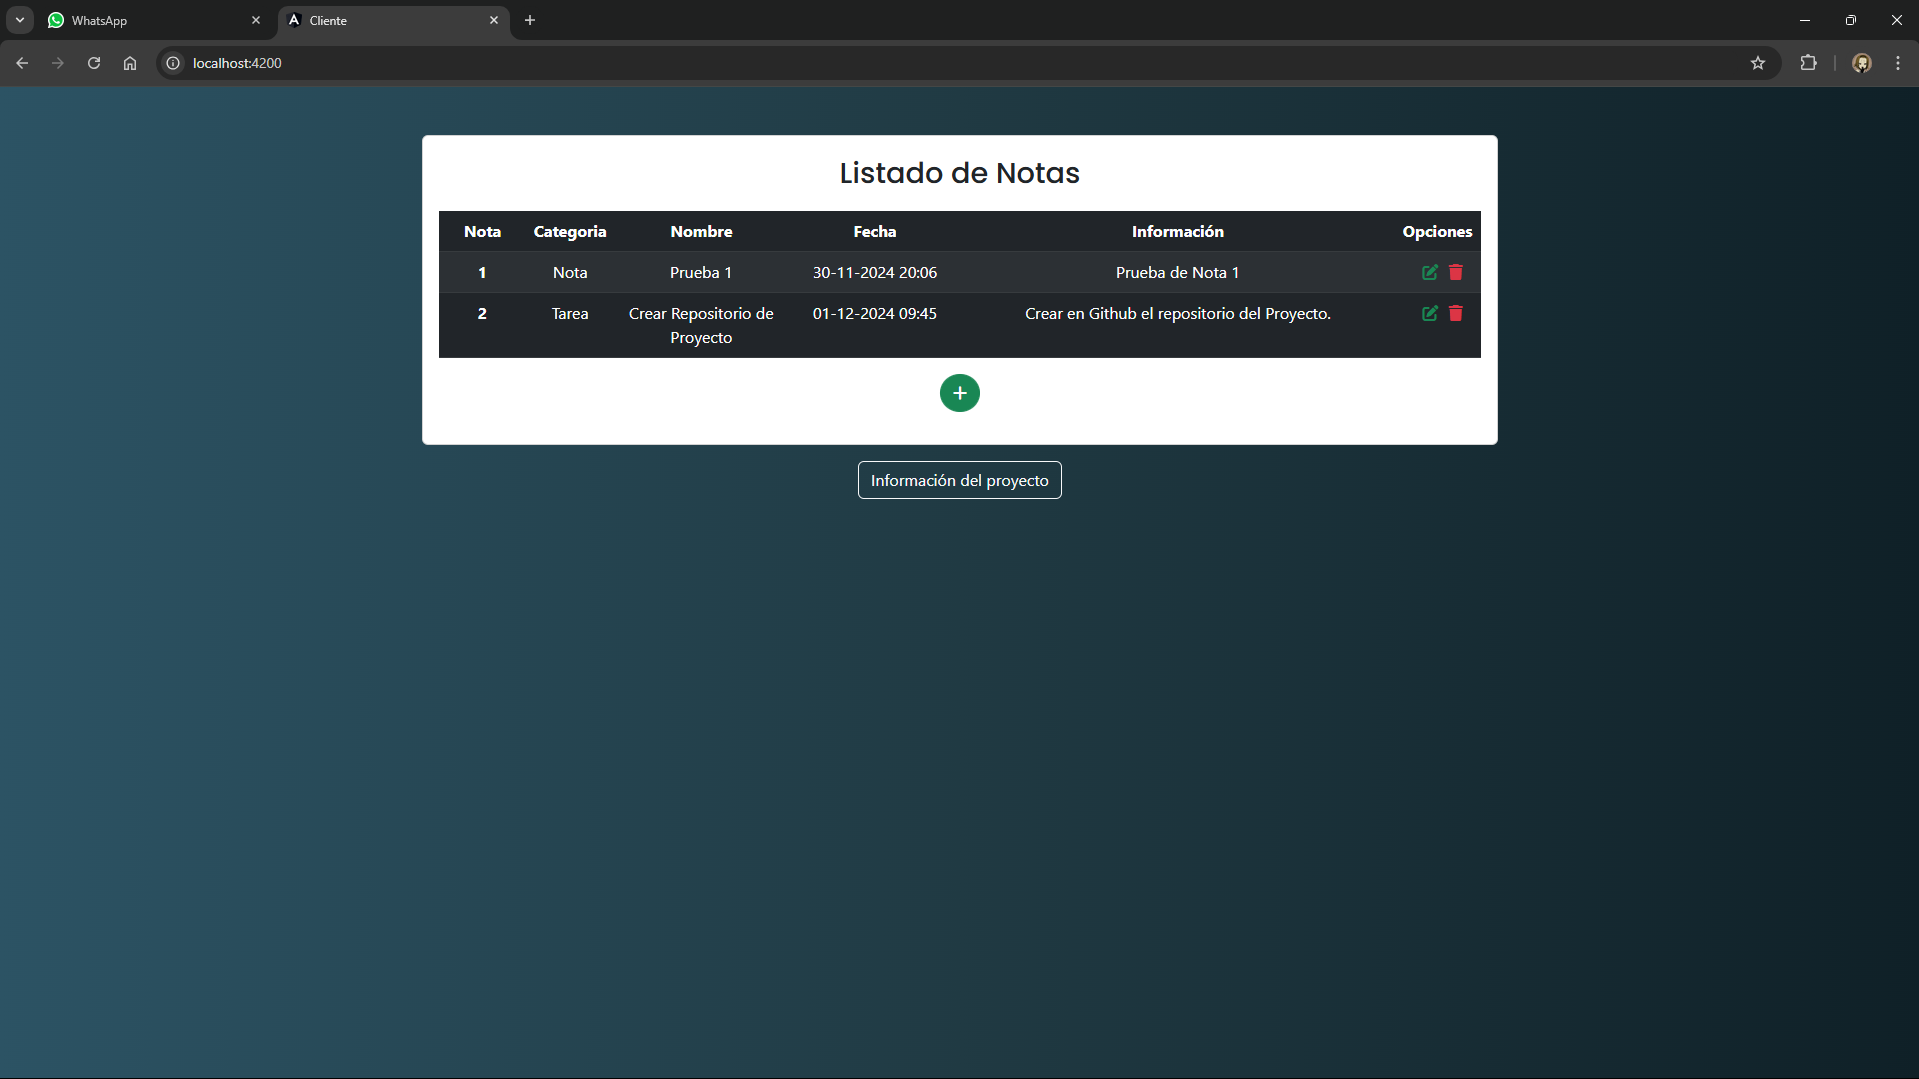 WhatsApp
Cliente
localhost:4200
Listado de Notas
Nota Categoria Nombre Fecha Información Opciones
1 Nota Prueba 1 30-11-2024 20:06 Prueba de Nota 1
2 Tarea Crear Repositorio de 01-12-2024 09:45 Crear en Github el repositorio del Proyecto.
Proyecto
+
Información del proyecto